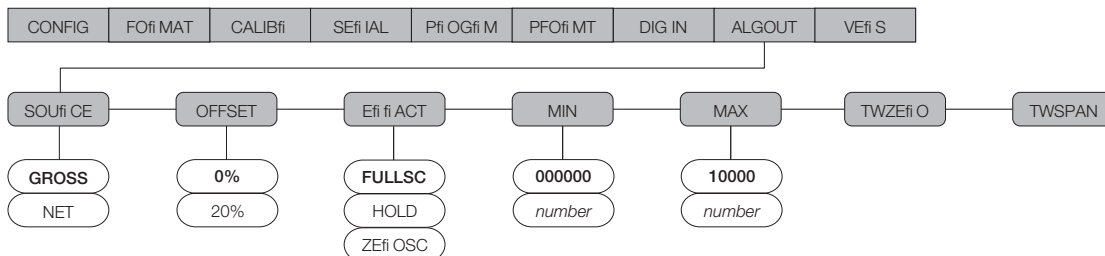 CONFIG FOfi MAT CALIBfi SEfi IAL Pfi OGfi M PFOfi MT DIG IN ALGOUT VEfi S
SOUfi CE OFFSET Efi fi ACT MIN MAX TWZEfi O TWSPAN
GROSS 0% FULLSC 000000 10000
NET 20% HOLD number number
ZEfi OSC